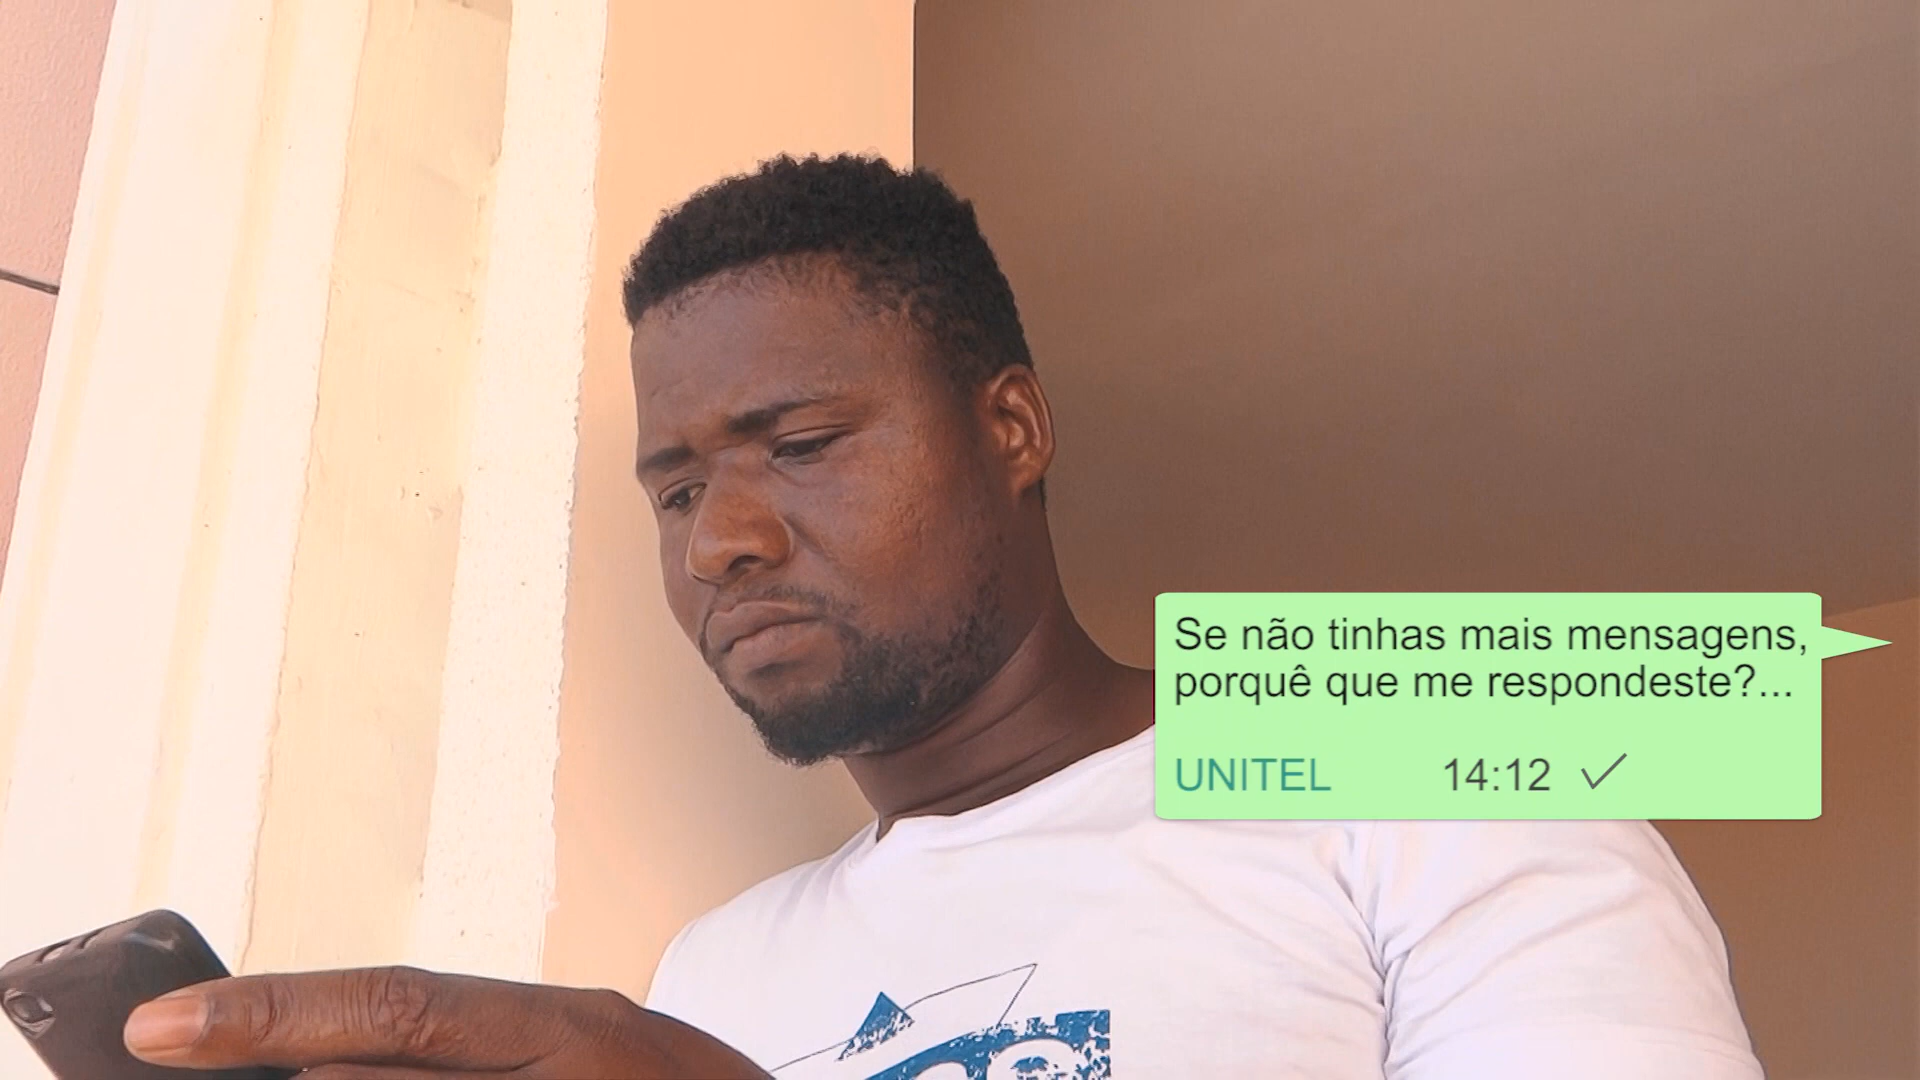 Se não tinhas mais mensagens,
porquê que me respondeste?...
UNITEL 14:12 ✓